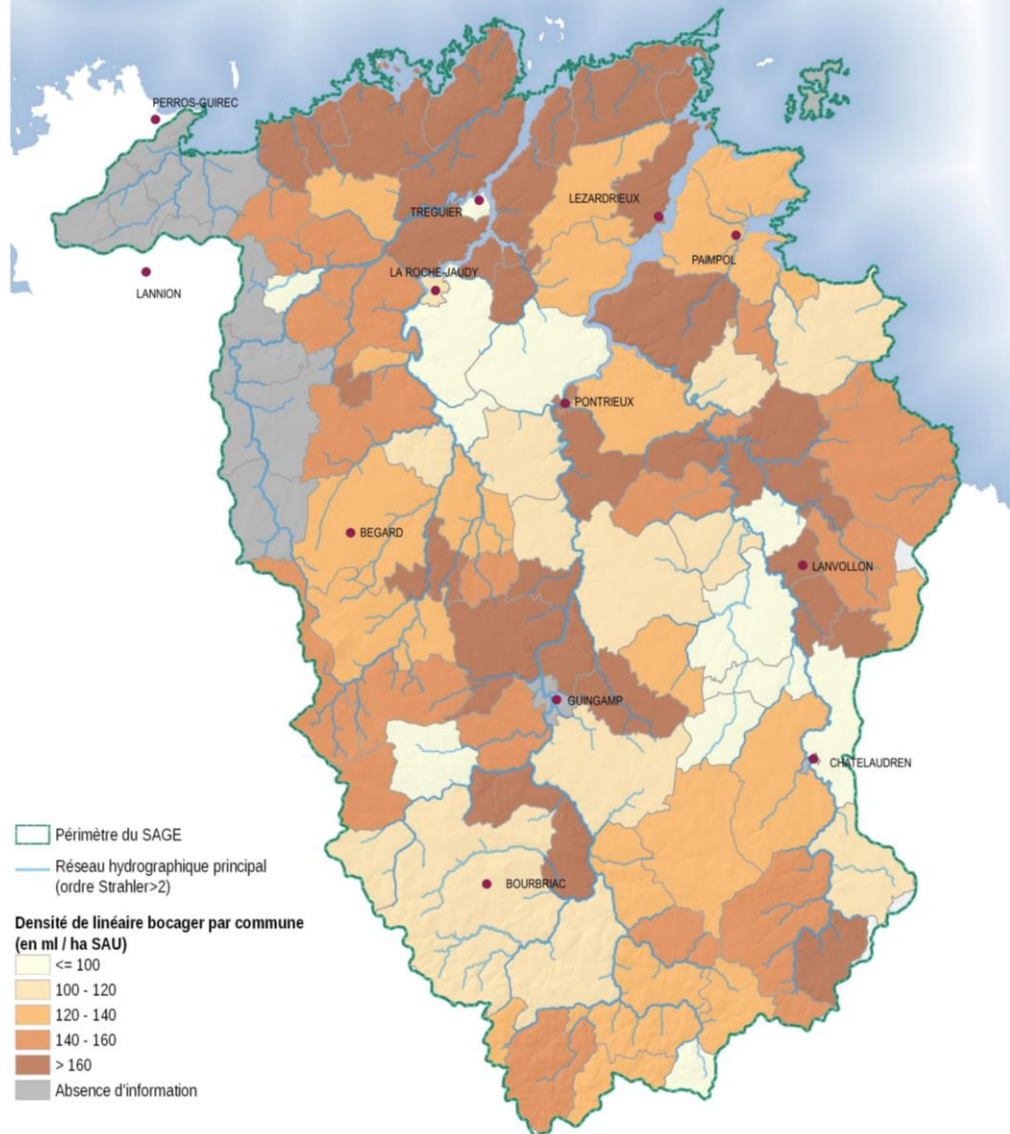 PERROS-GUIREC
LANNION
TREGUIER
LEZARDRIEUX
PAIMPOL
LA ROCHE-JAUDY
PONTRIEUX
BEGARD
LANVOLLON
GUINGAMP
CHATELAUDREN
BOURBRIAC
Périmètre du SAGE
Réseau hydrographique principal
(ordre Strahler>2)
Densité de linéaire bocager par commune
(en ml / ha SAU)
<= 100
100 - 120
120 - 140
140 - 160
> 160
Absence d'information